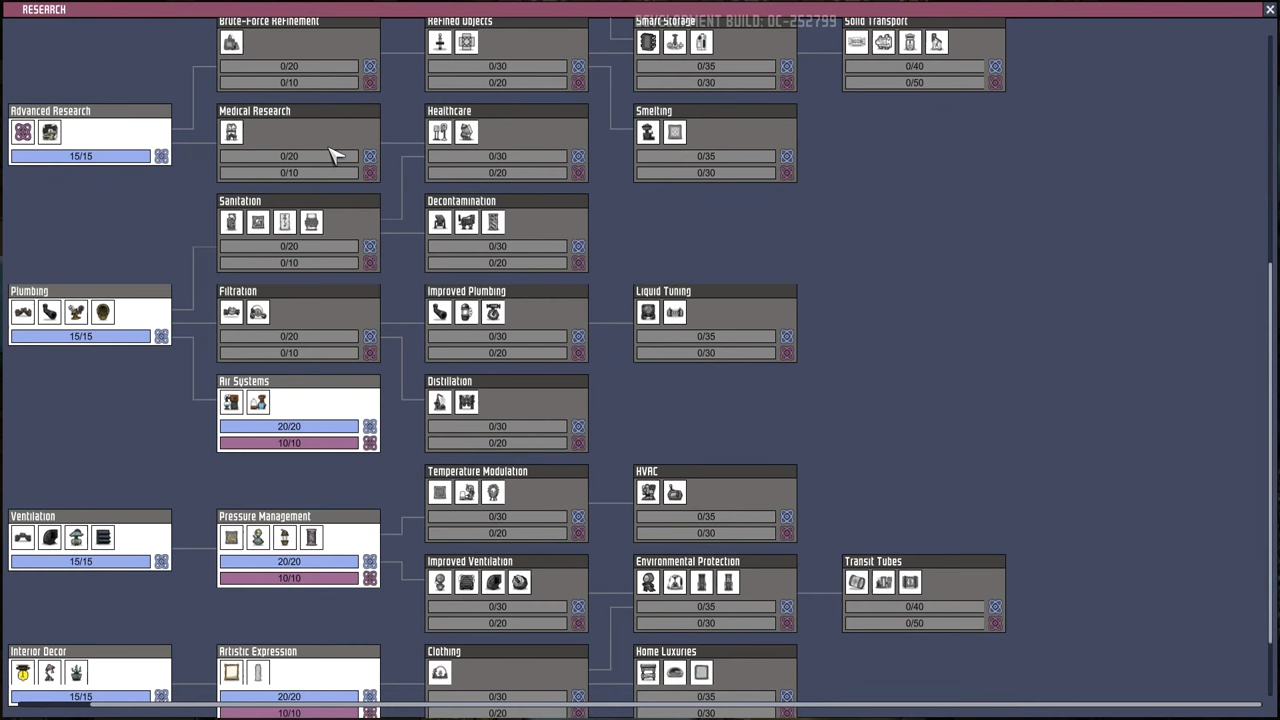 RESEARCH
DEVELOPMENT BUILD: OC-252799
Brute-Force Refinement
Refined Objects
Smart Storage
Solid Transport
0/20
0/30
0/35
0/40
0/10
0/20
0/30
0/50
Advanced Research
Medical Research
Healthcare
Smelting
15/15
0/20
0/30
0/35
0/10
0/20
0/30
Sanitation
Decontamination
0/20
0/30
0/10
0/20
Plumbing
Filtration
Improved Plumbing
Liquid Tuning
15/15
0/20
0/30
0/35
0/10
0/20
0/30
Air Systems
Distillation
20/20
0/30
10/10
0/20
Temperature Modulation
HVAC
0/30
0/35
0/20
0/30
Ventilation
Pressure Management
15/15
20/20
10/10
Improved Ventilation
Environmental Protection
Transit Tubes
0/30
0/35
0/40
0/20
0/30
0/50
Interior Decor
Artistic Expression
Clothing
Home Luxuries
15/15
20/20
0/30
0/35
10/10
0/20
0/30